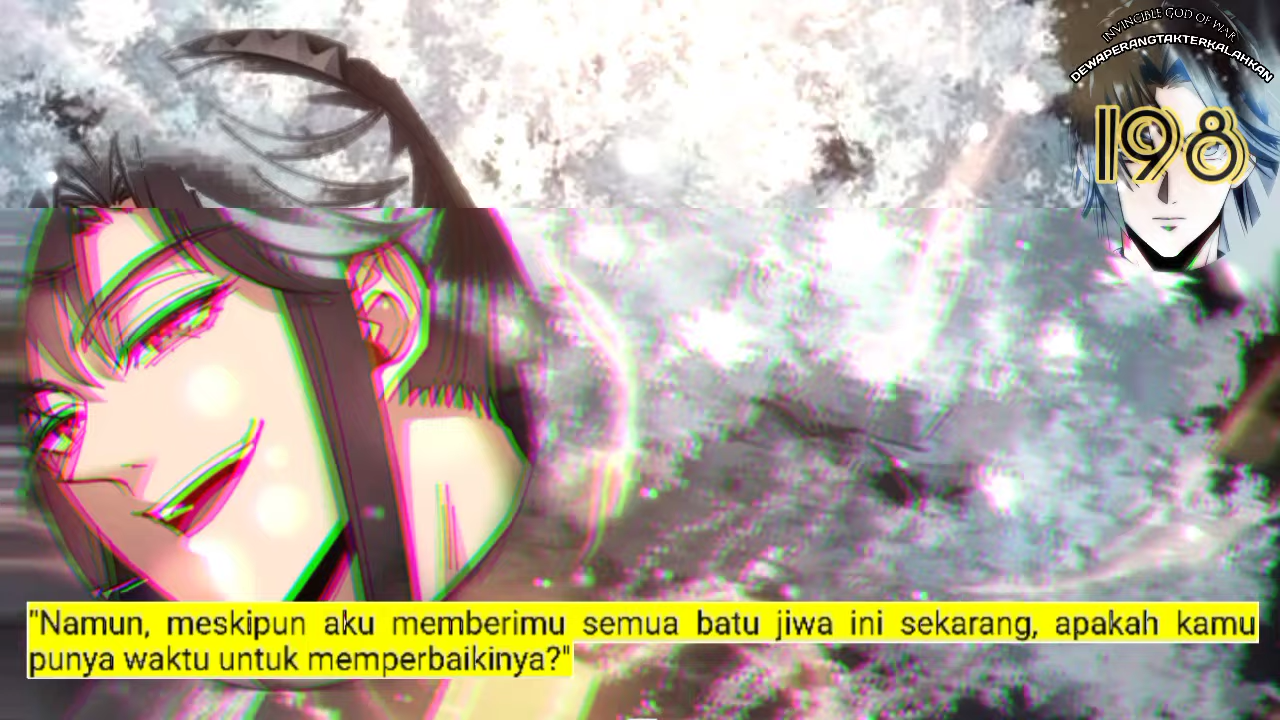 INVINCIBLE GOD OF WAR
DEWAPERANGTAKTERKALAHKAN
198
"Namun, meskipun aku memberimu semua batu jiwa ini sekarang, apakah kamu
punya waktu untuk memperbaikinya?"